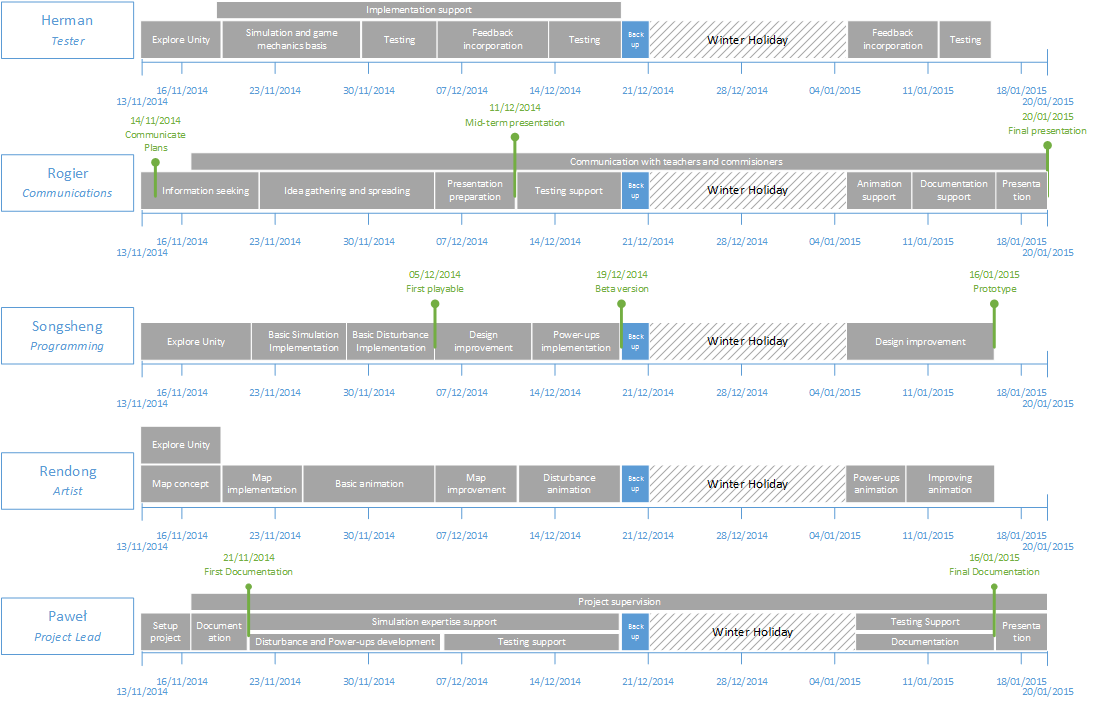 Herman
Tester
Implementation support
Explore Unity
Simulation and game
mechanics basis
Testing
Feedback
incorporation
Testing
Back
up
Winter Holiday
Feedback
incorporation
Testing
13/11/2014
16/11/2014
23/11/2014
30/11/2014
07/12/2014
14/12/2014
21/12/2014
28/12/2014
04/01/2015
11/01/2015
18/01/2015
20/01/2015
14/11/2014
Communicate
Plans
11/12/2014
Mid-term presentation
20/01/2015
Final presentation
Rogier
Communications
Communication with teachers and commisioners
Information seeking
Idea gathering and spreading
Presentation
preparation
Testing support
Back
up
Winter Holiday
Animation
support
Documentation
support
Presenta
tion
13/11/2014
16/11/2014
23/11/2014
30/11/2014
07/12/2014
14/12/2014
21/12/2014
28/12/2014
04/01/2015
11/01/2015
18/01/2015
20/01/2015
05/12/2014
First playable
19/12/2014
Beta version
16/01/2015
Prototype
Songsheng
Programming
Explore Unity
Basic Simulation
Implementation
Basic Disturbance
Implementation
Design
improvement
Power-ups
implementation
Back
up
Winter Holiday
Design improvement
13/11/2014
16/11/2014
23/11/2014
30/11/2014
07/12/2014
14/12/2014
21/12/2014
28/12/2014
04/01/2015
11/01/2015
18/01/2015
20/01/2015
Rendong
Artist
Explore Unity
Map concept
Map
implementation
Basic animation
Map
improvement
Disturbance
animation
Back
up
Winter Holiday
Power-ups
animation
Improving
animation
13/11/2014
16/11/2014
23/11/2014
30/11/2014
07/12/2014
14/12/2014
21/12/2014
28/12/2014
04/01/2015
11/01/2015
18/01/2015
20/01/2015
21/11/2014
First Documentation
16/01/2015
Final Documentation
Paweł
Project Lead
Project supervision
Setup
project
Document
ation
Simulation expertise support
Disturbance and Power-ups development
Testing support
Back
up
Winter Holiday
Testing Support
Documentation
Presenta
tion
13/11/2014
16/11/2014
23/11/2014
30/11/2014
07/12/2014
14/12/2014
21/12/2014
28/12/2014
04/01/2015
11/01/2015
18/01/2015
20/01/2015